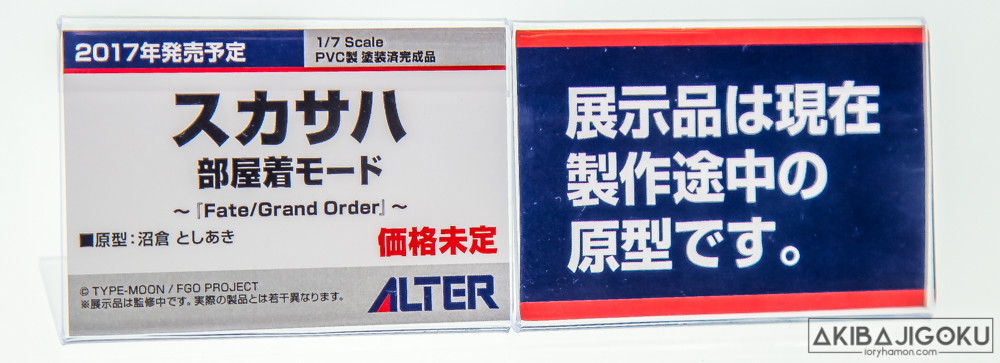 2017年発売予定
1/7 Scale
PVC製 塗装済完成品
スカサハ
部屋着モード
～『Fate/Grand Order』～
■原型：沼倉 としあき
価格未定
© TYPE-MOON / FGO PROJECT
※展示品は監修中です。実際の製品とは若干異なります。
ALTER
展示品は現在
製作途中の
原型です。
AKIBAJIGOKU
ioryhamon.com